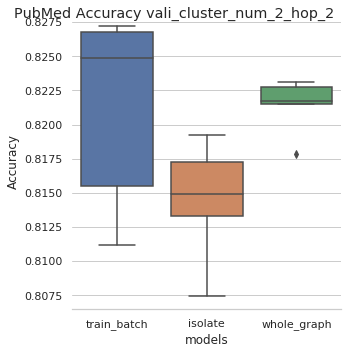 PubMed Accuracy vali_cluster_num_2_hop_2
0.8275
0.8250
0.8225
0.8200
0.8175
0.8150
0.8125
0.8100
0.8075
Accuracy
train_batch isolate whole_graph
models